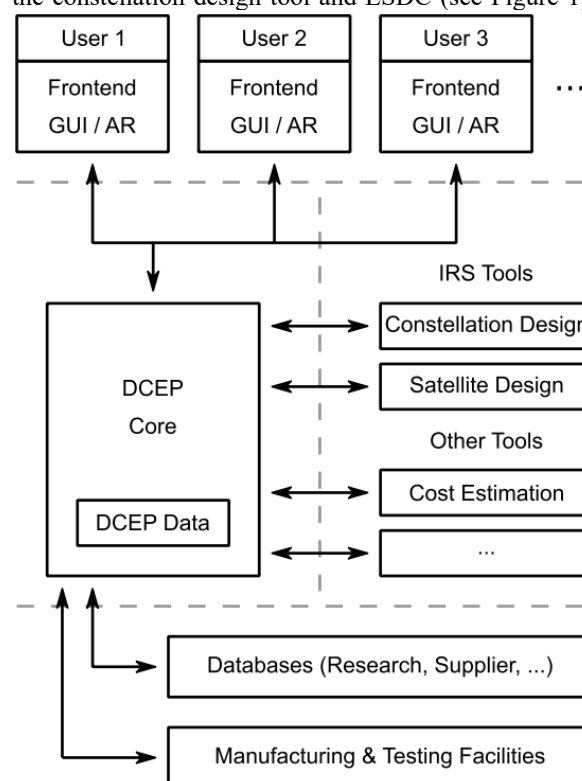 the constellation design tool and ESDC (see Figure 1,
User 1
Frontend
GUI / AR
User 2
Frontend
GUI / AR
User 3
Frontend
GUI / AR
...
IRS Tools
Constellation Design
Satellite Design
Other Tools
Cost Estimation
...
DCEP
Core
DCEP Data
Databases (Research, Supplier, ...)
Manufacturing & Testing Facilities